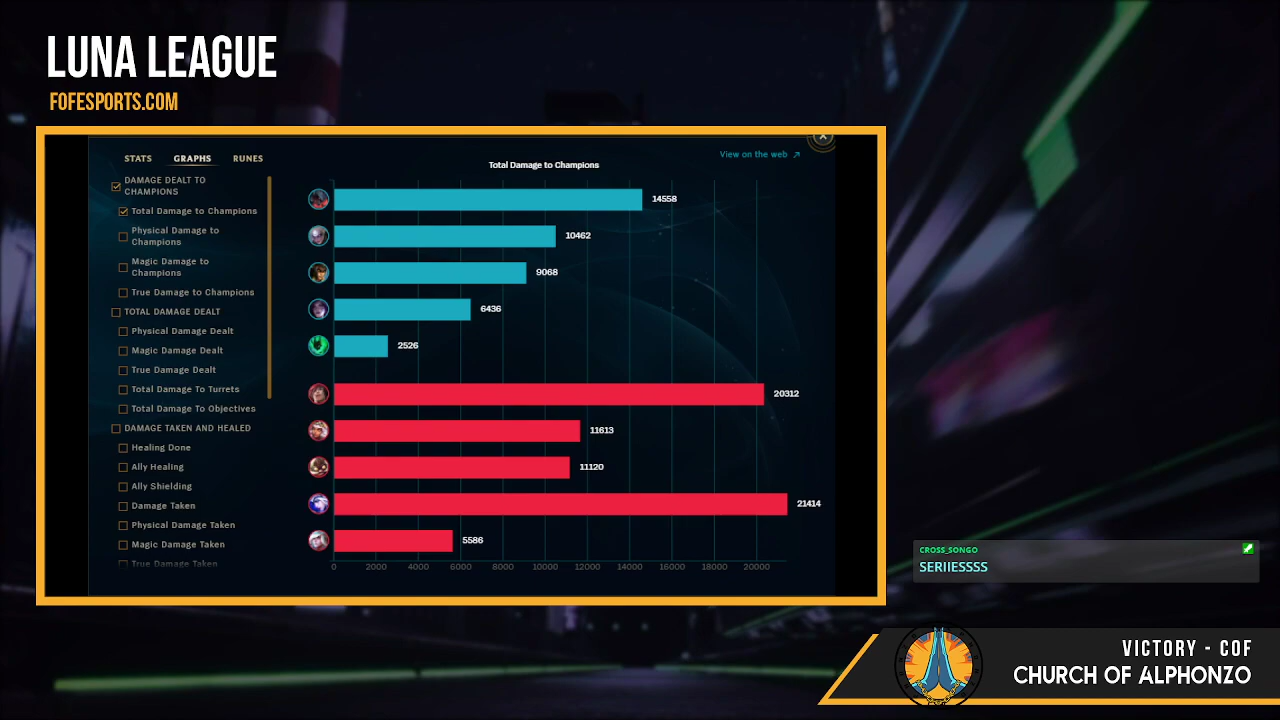 LUNA LEAGUE
FOFESPORTS.COM
STATS GRAPHS RUNES
Total Damage to Champions
View on the web
DAMAGE DEALT TO
CHAMPIONS
Total Damage to Champions
Physical Damage to
Champions
Magic Damage to
Champions
True Damage to Champions
TOTAL DAMAGE DEALT
Physical Damage Dealt
Magic Damage Dealt
True Damage Dealt
Total Damage To Turrets
Total Damage To Objectives
DAMAGE TAKEN AND HEALED
Healing Done
Ally Healing
Ally Shielding
Damage Taken
Physical Damage Taken
Magic Damage Taken
True Damage Taken
14558
10462
9068
6436
2526
20312
11613
11120
21414
5586
0 2000 4000 6000 8000 10000 12000 14000 16000 18000 20000
CROSS_SONGO
SERIIESSSS
VICTORY - COF
CHURCH OF ALPHONZO